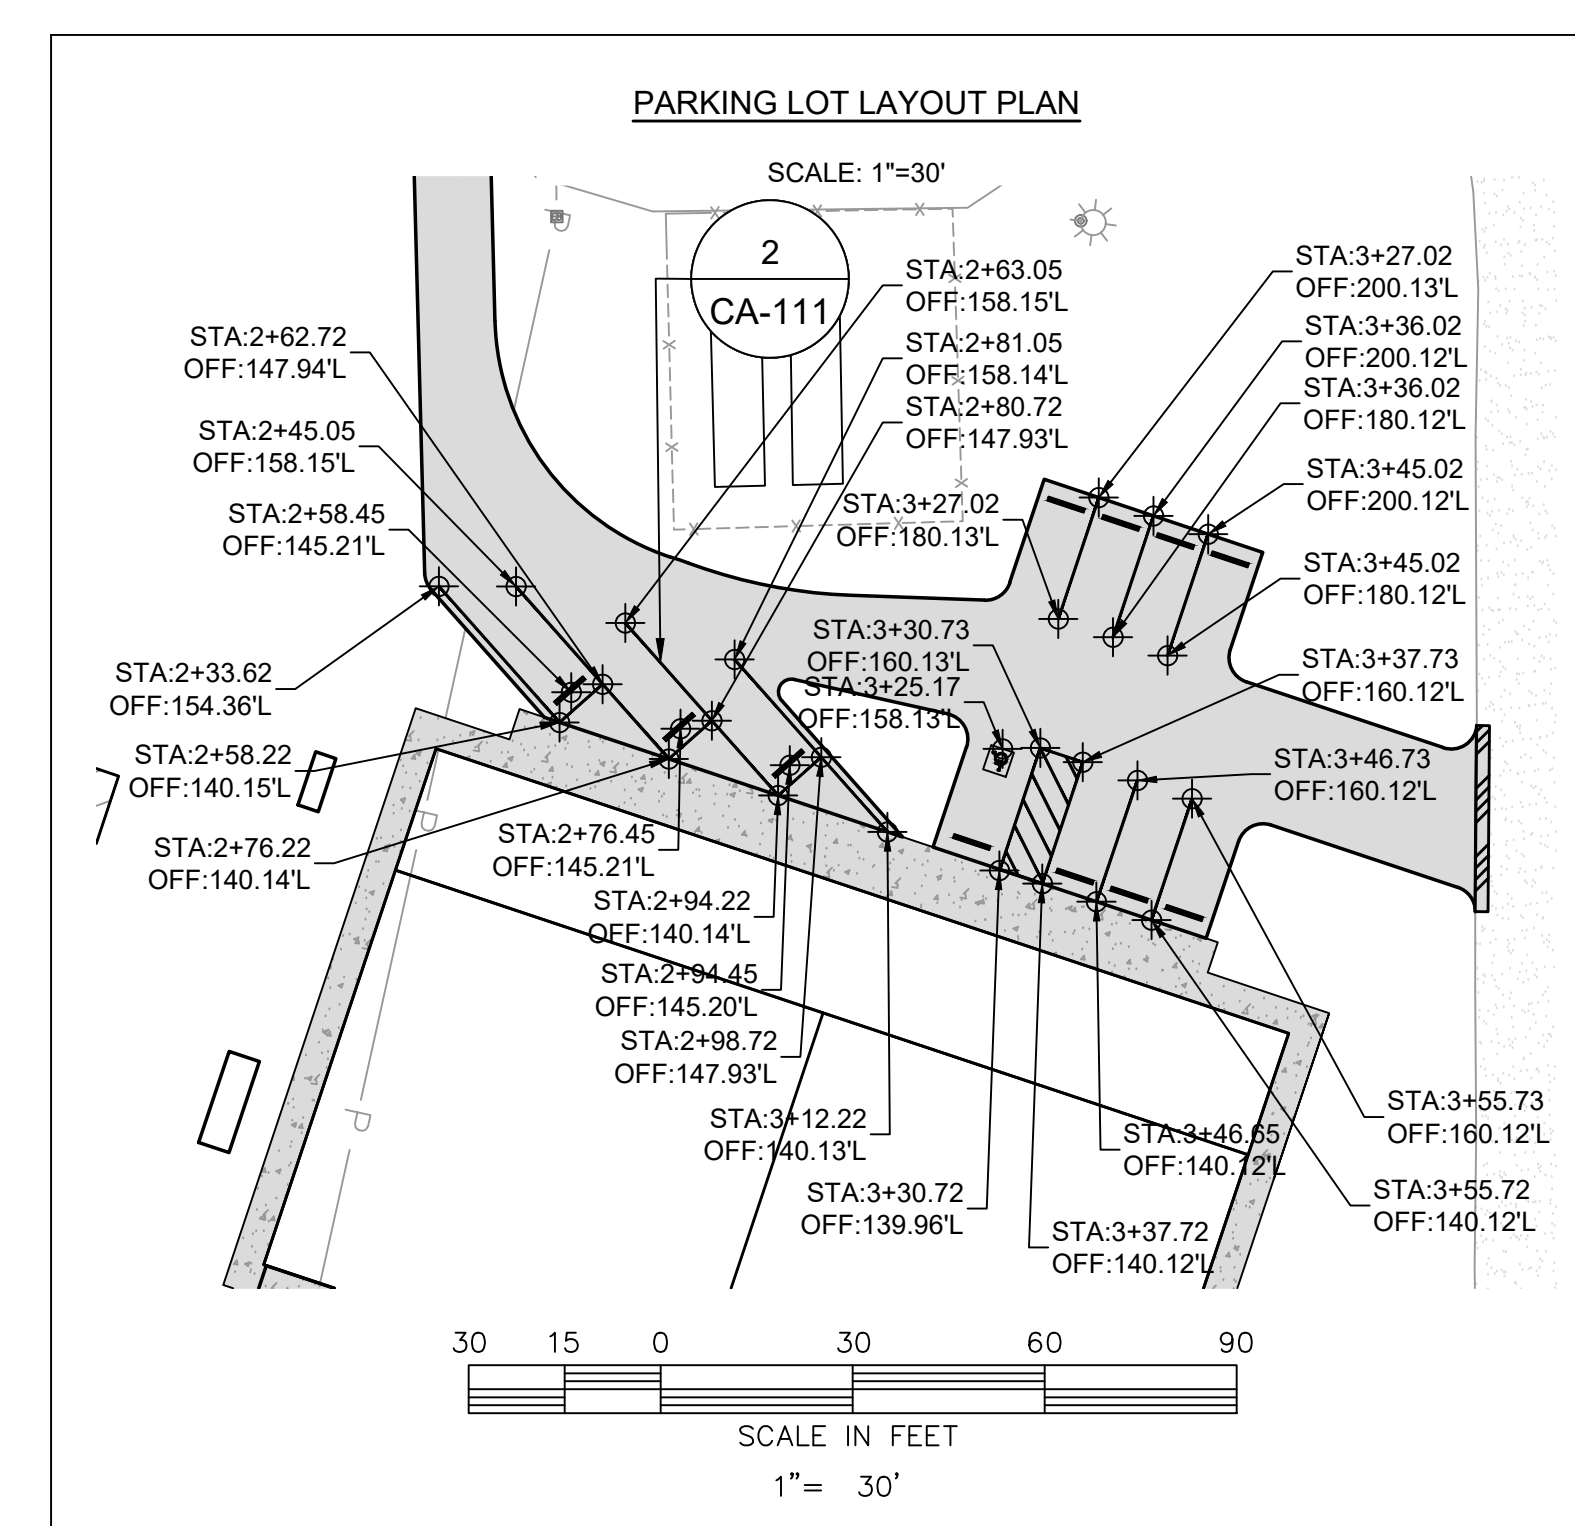 PARKING LOT LAYOUT PLAN
SCALE: 1"=30'
2
CA-111
STA:2+63.05
OFF:158.15'L
STA:2+81.05
OFF:158.14'L
STA:2+80.72
OFF:147.93'L
STA:2+62.72
OFF:147.94'L
STA:2+45.05
OFF:158.15'L
STA:2+58.45
OFF:145.21'L
STA:2+33.62
OFF:154.36'L
STA:2+58.22
OFF:140.15'L
STA:2+76.22
OFF:140.14'L
STA:2+76.45
OFF:145.21'L
STA:2+94.22
OFF:140.14'L
STA:2+94.45
OFF:145.20'L
STA:2+98.72
OFF:147.93'L
STA:3+12.22
OFF:140.13'L
STA:3+30.72
OFF:139.96'L
STA:3+37.72
OFF:140.12'L
STA:3+46.65
OFF:140.12'L
STA:3+55.72
OFF:140.12'L
STA:3+55.73
OFF:160.12'L
STA:3+46.73
OFF:160.12'L
STA:3+37.73
OFF:160.12'L
STA:3+30.73
OFF:160.13'L
STA:3+25.17
OFF:158.13'L
STA:3+27.02
OFF:180.13'L
STA:3+27.02
OFF:200.13'L
STA:3+36.02
OFF:200.12'L
STA:3+36.02
OFF:180.12'L
STA:3+45.02
OFF:200.12'L
STA:3+45.02
OFF:180.12'L
P
P
P
30 15 0 30 60 90
SCALE IN FEET
1"= 30'